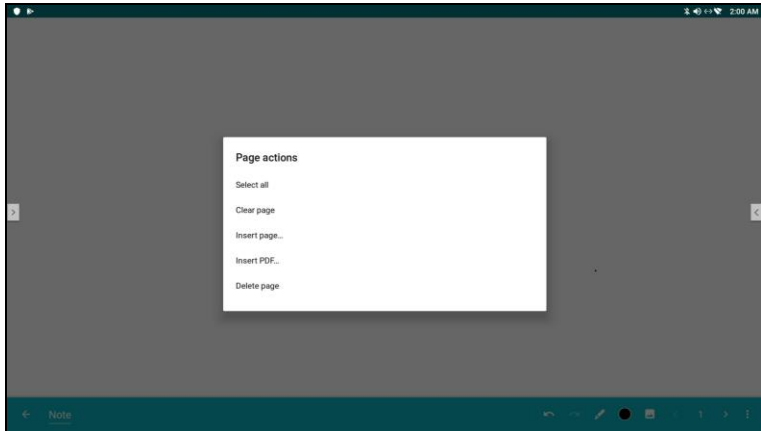 2:00 AM
Page actions
Select all
Clear page
Insert page...
Insert PDF...
Delete page
Note
1